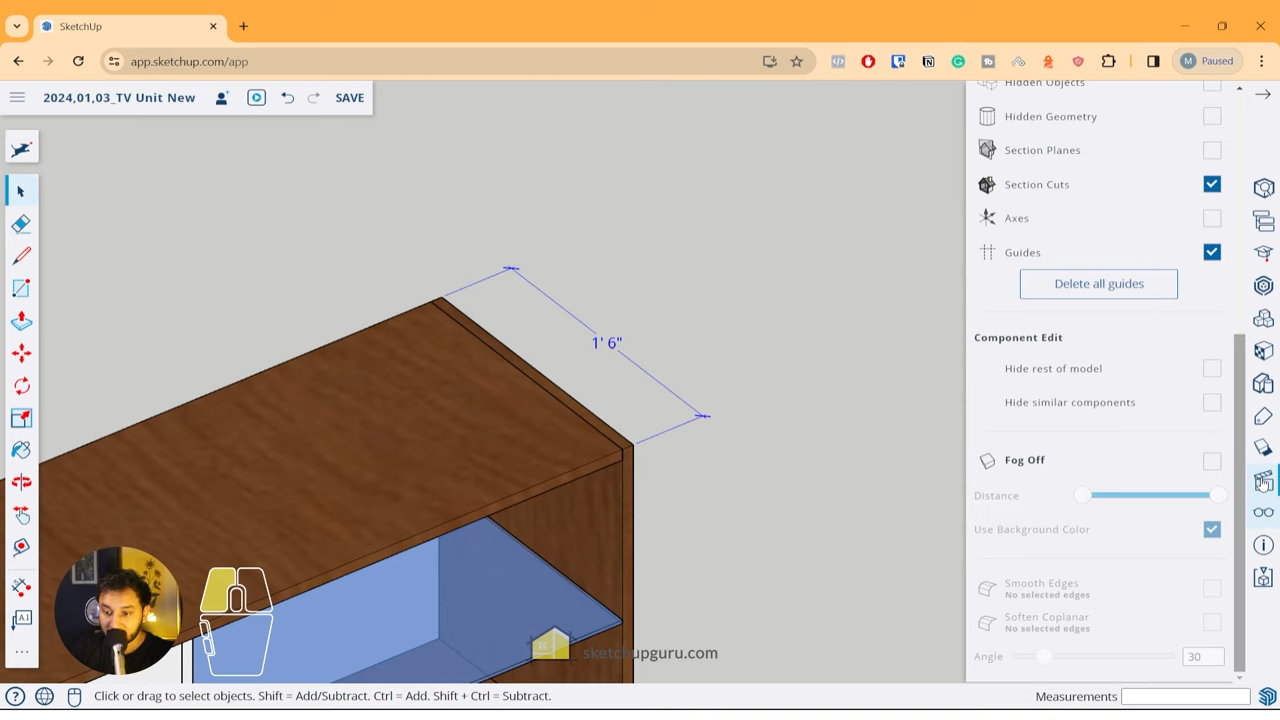 SketchUp
app.sketchup.com/app
M Paused
2024,01,03_TV Unit New
SAVE
Hidden Objects
Hidden Geometry
Section Planes
Section Cuts
Axes
Guides
Delete all guides
Component Edit
Hide rest of model
Hide similar components
Fog Off
Distance
Use Background Color
Smooth Edges
No selected edges
Soften Coplanar
No selected edges
Angle 30
1' 6"
A1
sketchupguru.com
Click or drag to select objects. Shift = Add/Subtract. Ctrl = Add. Shift + Ctrl = Subtract.
Measurements